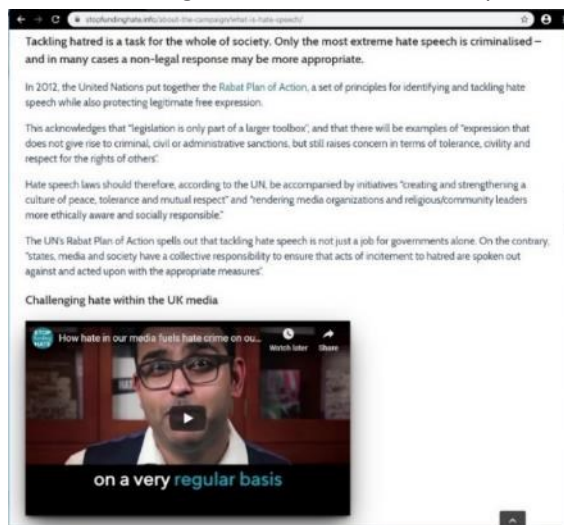 stopfundinghate.info/about-the-campaign/what-is-hate-speech/
Tackling hatred is a task for the whole of society. Only the most extreme hate speech is criminalised –
and in many cases a non-legal response may be more appropriate.
In 2012, the United Nations put together the Rabat Plan of Action, a set of principles for identifying and tackling hate
speech while also protecting legitimate free expression.
This acknowledges that “legislation is only part of a larger toolbox”, and that there will be examples of “expression that
does not give rise to criminal, civil or administrative sanctions, but still raises concern in terms of tolerance, civility and
respect for the rights of others”.
Hate speech laws should therefore, according to the UN, be accompanied by initiatives “creating and strengthening a
culture of peace, tolerance and mutual respect” and “rendering media organizations and religious/community leaders
more ethically aware and socially responsible.”
The UN's Rabat Plan of Action spells out that tackling hate speech is not just a job for governments alone. On the contrary,
“states, media and society have a collective responsibility to ensure that acts of incitement to hatred are spoken out
against and acted upon with the appropriate measures”.
Challenging hate within the UK media
STOP
funding
HATE
How hate in our media fuels hate crime on ou...
Watch later
Share
on a very regular basis